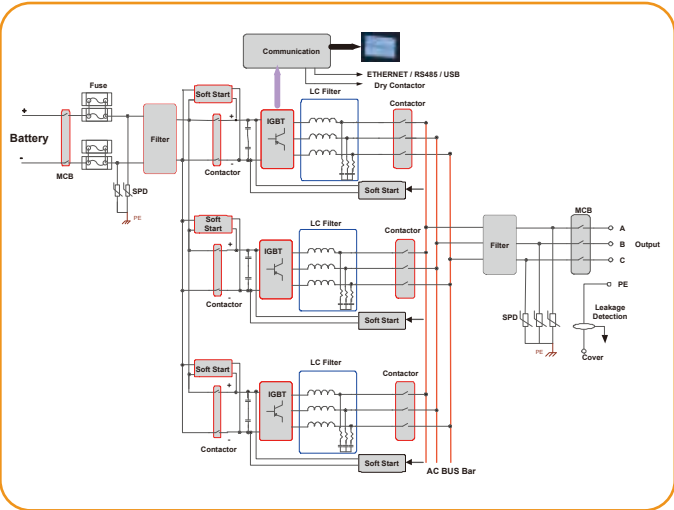 Communication
ETHERNET / RS485 / USB
Dry Contactor
Fuse
+
Battery
-
MCB
SPD
PE
Filter
Soft Start
+
-
Contactor
IGBT
LC Filter
Contactor
Soft Start
Soft
Start
+
-
Contactor
IGBT
LC Filter
Contactor
Soft Start
Soft Start
+
-
Contactor
IGBT
LC Filter
Contactor
Soft Start
AC BUS Bar
Filter
MCB
A
B Output
C
PE
Leakage
Detection
SPD
PE
Cover